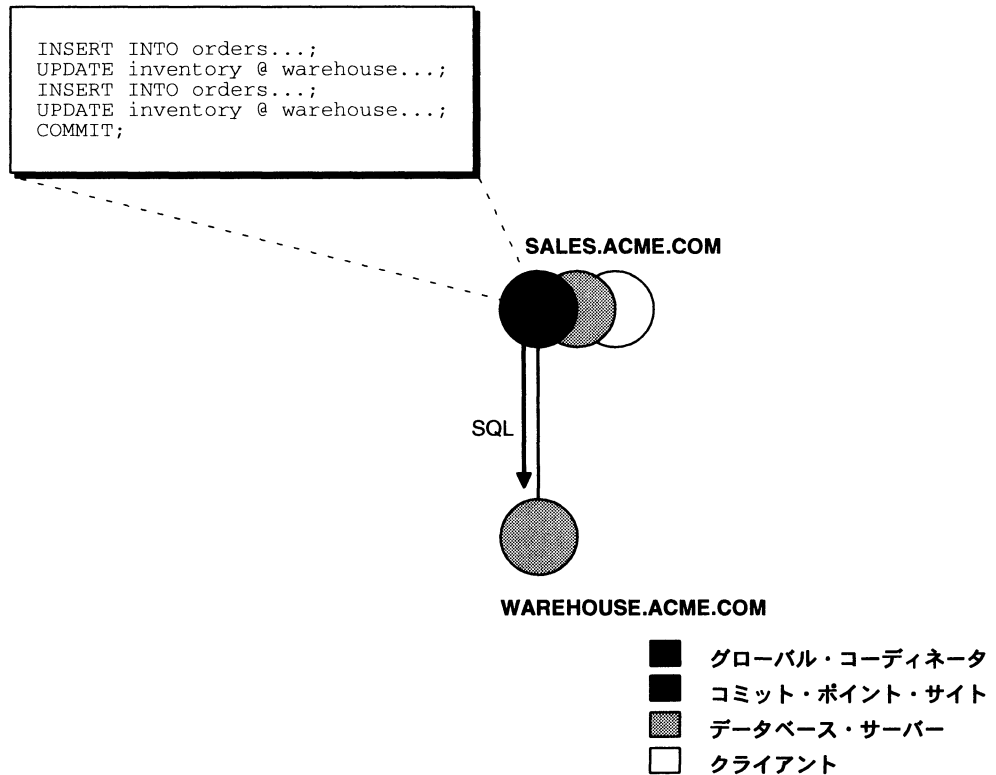 INSERT INTO orders...;
UPDATE inventory @ warehouse...;
INSERT INTO orders...;
UPDATE inventory @ warehouse...;
COMMIT;
SALES.ACME.COM
SQL
WAREHOUSE.ACME.COM
グローバル・コーディネータ
コミット・ポイント・サイト
データベース・サーバー
クライアント